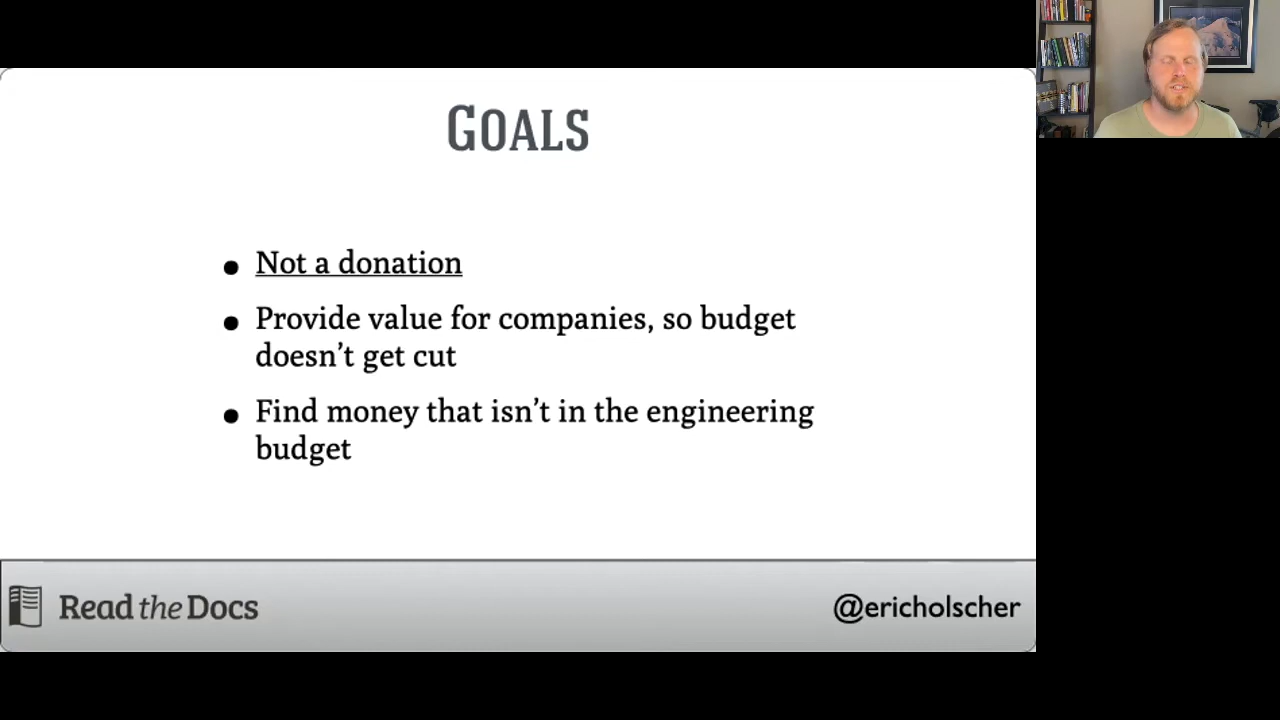 Goals
Not a donation
Provide value for companies, so budget
doesn’t get cut
Find money that isn’t in the engineering
budget
Read the Docs
@ericholscher